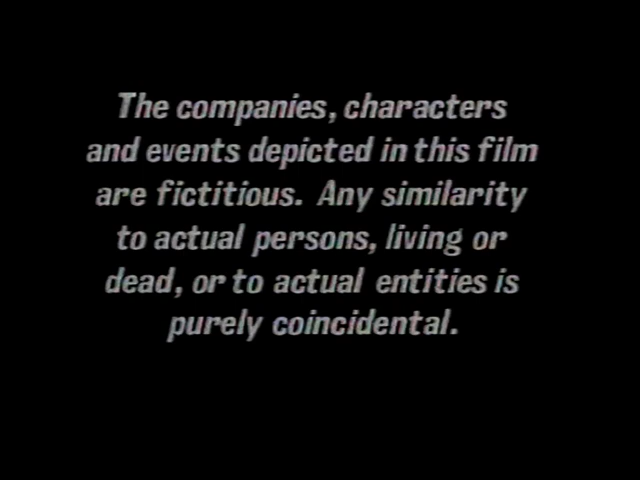 The companies, characters
and events depicted in this film
are fictitious. Any similarity
to actual persons, living or
dead, or to actual entities is
purely coincidental.